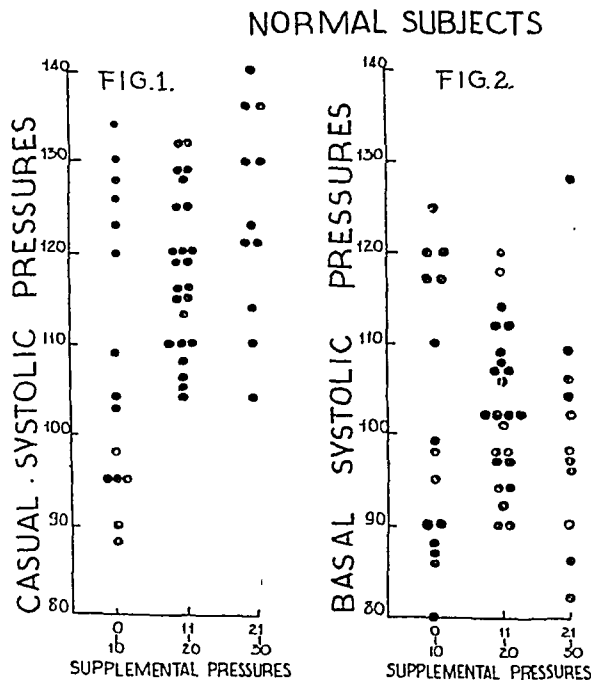 NORMAL SUBJECTS
FIG.1.
CASUAL . SYSTOLIC PRESSURES
140
130
120
110
100
90
80
0 11 21
10 20 30
SUPPLEMENTAL PRESSURES
FIG.2.
BASAL SYSTOLIC PRESSURES
140
130
120
110
100
90
80
0 11 21
10 20 30
SUPPLEMENTAL PRESSURES